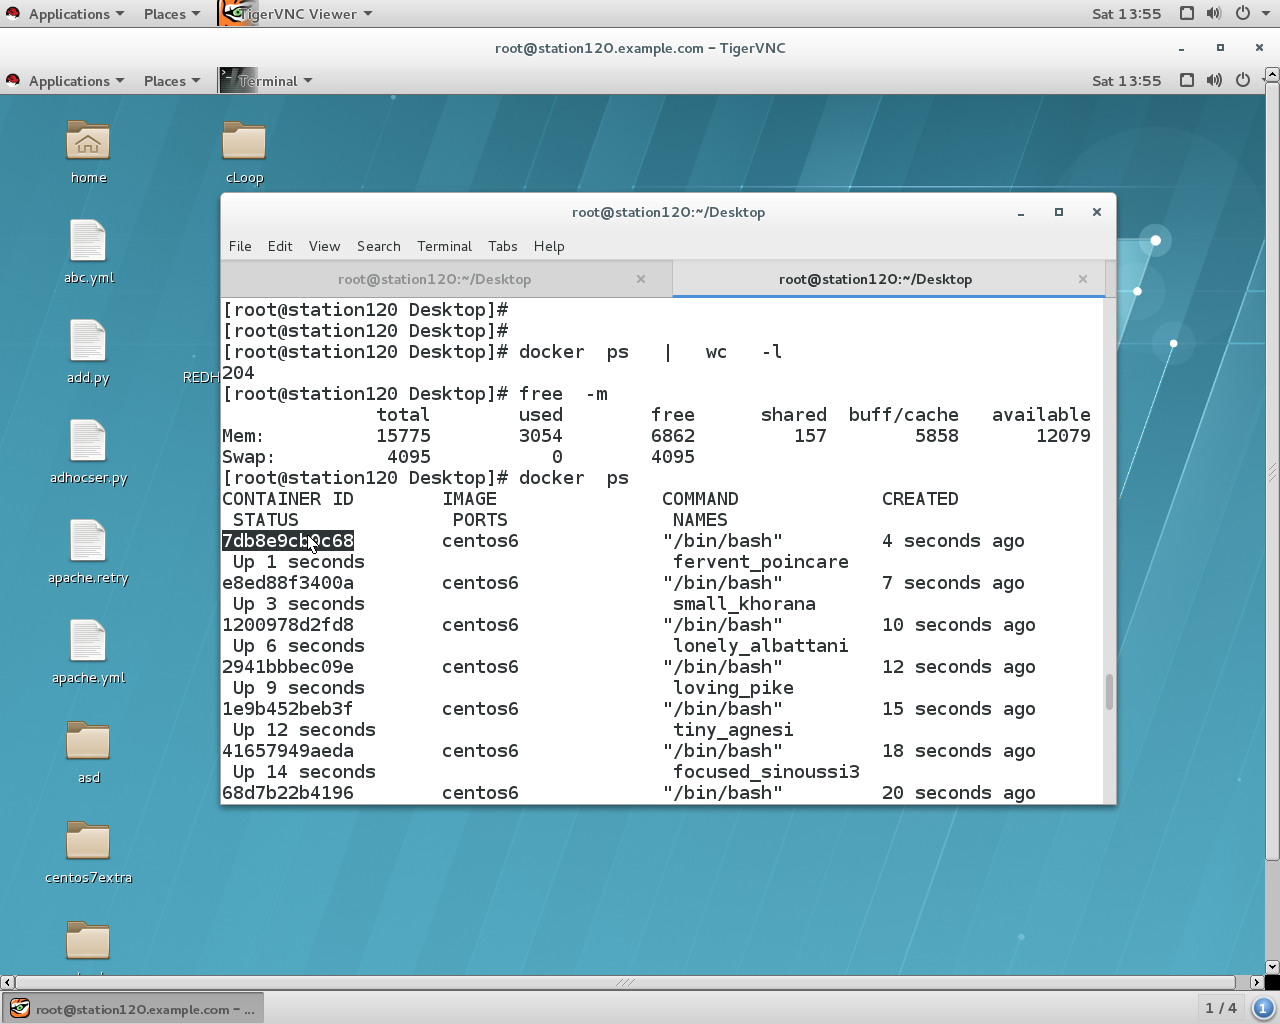 Applications Places TigerVNC Viewer Sat 13:55
root@station120.example.com - TigerVNC
Applications Places Terminal Sat 13:55
home
cLoop
abc.yml
add.py
REDH
adhocser.py
apache.retry
apache.yml
asd
centos7extra
root@station120:~/Desktop
File Edit View Search Terminal Tabs Help
root@station120:~/Desktop root@station120:~/Desktop
[root@station120 Desktop]#
[root@station120 Desktop]#
[root@station120 Desktop]# docker ps | wc -l
204
[root@station120 Desktop]# free -m
total used free shared buff/cache available
Mem: 15775 3054 6862 157 5858 12079
Swap: 4095 0 4095
[root@station120 Desktop]# docker ps
CONTAINER ID IMAGE COMMAND CREATED
STATUS PORTS NAMES
7db8e9cb0c68 centos6 "/bin/bash" 4 seconds ago
Up 1 seconds fervent_poincare
e8ed88f3400a centos6 "/bin/bash" 7 seconds ago
Up 3 seconds small_khorana
1200978d2fd8 centos6 "/bin/bash" 10 seconds ago
Up 6 seconds lonely_albattani
2941bbbec09e centos6 "/bin/bash" 12 seconds ago
Up 9 seconds loving_pike
1e9b452beb3f centos6 "/bin/bash" 15 seconds ago
Up 12 seconds tiny_agnesi
41657949aeda centos6 "/bin/bash" 18 seconds ago
Up 14 seconds focused_sinoussi3
68d7b22b4196 centos6 "/bin/bash" 20 seconds ago
root@station120.example.com - ... 1 / 4 1